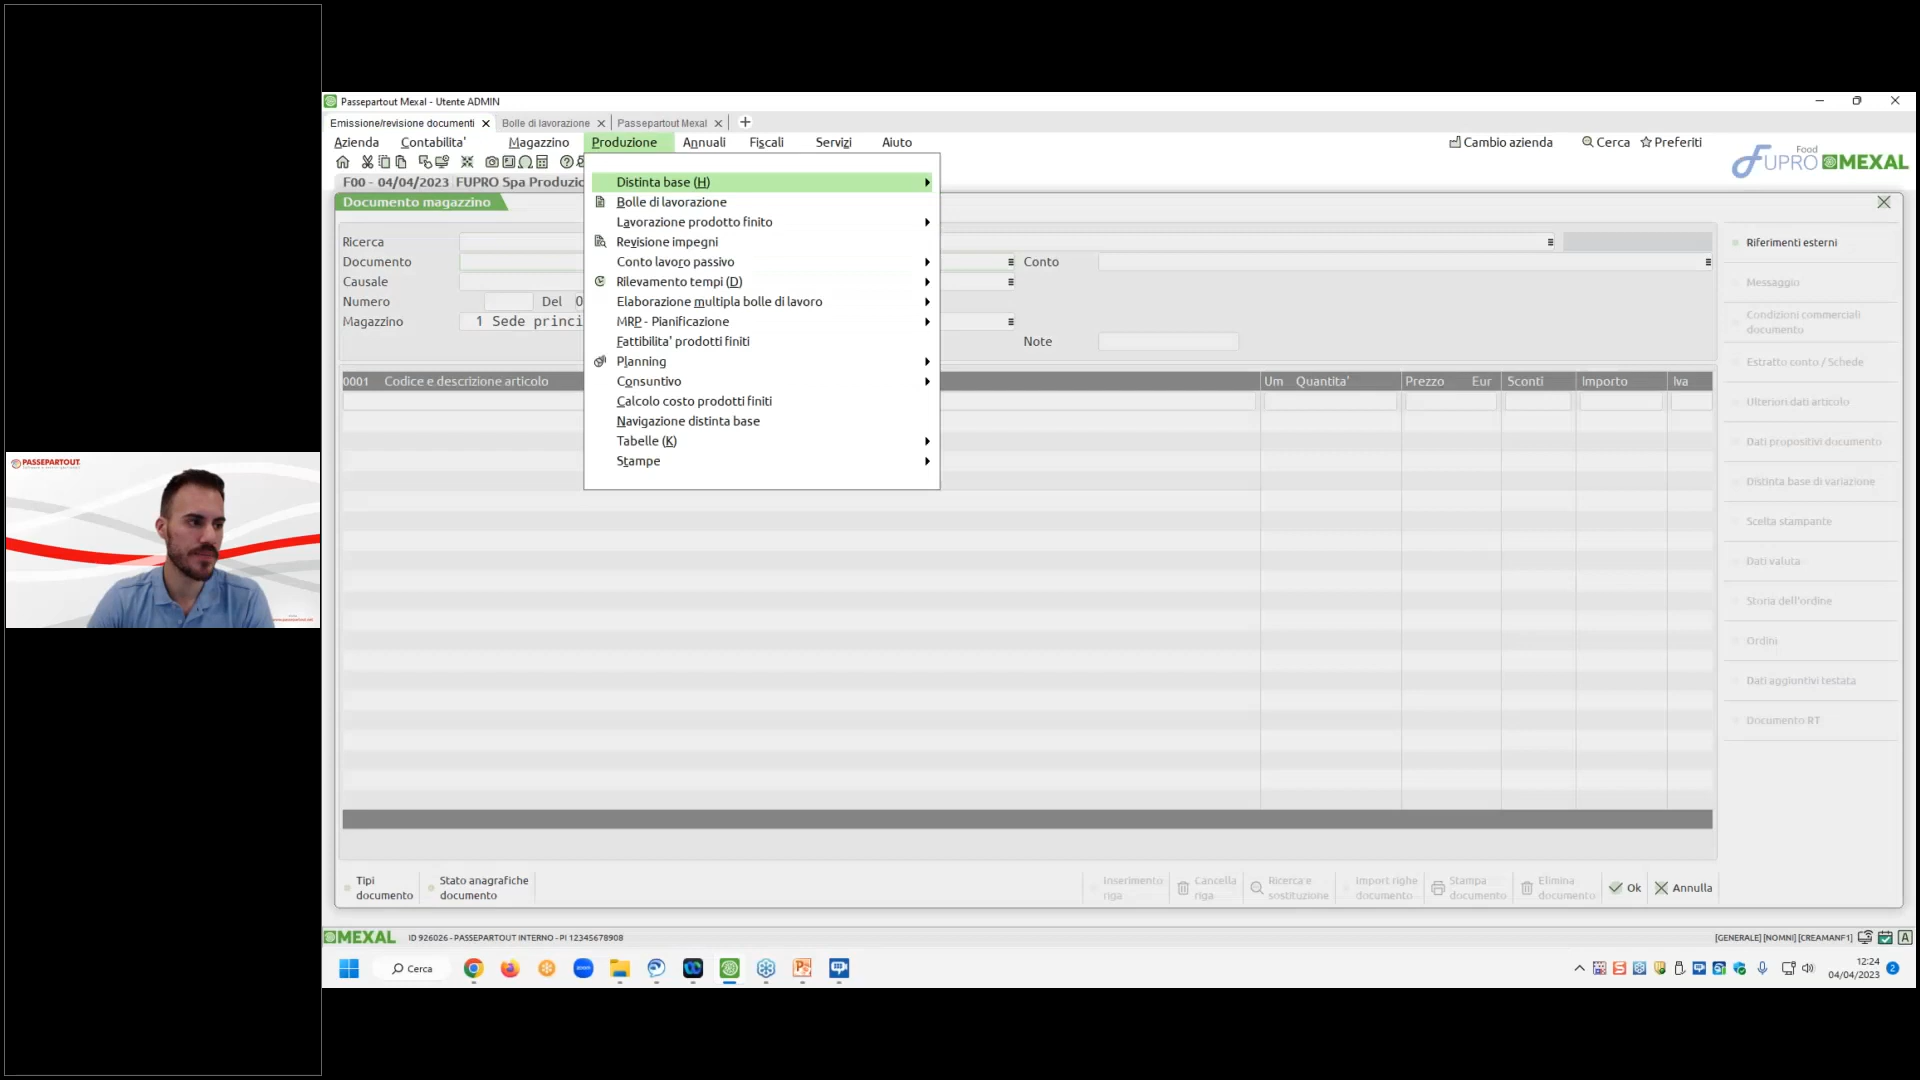 PASSEPARTOUT
Passepartout Mexal - Utente ADMIN
Emissione/revisione documenti
Bolle di lavorazione
Passepartout Mexal
Azienda
Contabilita'
Magazzino
Produzione
Annuali
Fiscali
Servizi
Aiuto
Cambio azienda
Cerca
Preferiti
Food
FUPRO MEXAL
F00 - 04/04/2023 FUPRO Spa Produzio
Documento magazzino
Distinta base (H)
Bolle di lavorazione
Lavorazione prodotto finito
Revisione impegni
Conto lavoro passivo
Rilevamento tempi (D)
Elaborazione multipla bolle di lavoro
MRP - Pianificazione
Fattibilita' prodotti finiti
Planning
Consuntivo
Calcolo costo prodotti finiti
Navigazione distinta base
Tabelle (K)
Stampe
Ricerca
Documento
Conto
Causale
Numero
Del 0
Magazzino
1 Sede princi
Note
0001 Codice e descrizione articolo
Um Quantita' Prezzo Eur Sconti Importo Iva
Riferimenti esterni
Messaggio
Condizioni commerciali
documento
Estratto conto / Schede
Ulteriori dati articolo
Dati propositivi documento
Distinta base di variazione
Scelta stampante
Dati valuta
Storia dell'ordine
Ordini
Dati aggiuntivi testata
Documento RT
Tipi
documento
Stato anagrafiche
documento
Inserimento
riga
Cancella
riga
Ricerca e
sostituzione
Import righe
documento
Stampa
documento
Elimina
documento
Ok
Annulla
MEXAL
ID 926026 - PASSEPARTOUT INTERNO - PI 12345678908
[GENERALE] [NOMNI] [CREAMANF1]
A
Cerca
12:24
04/04/2023
2